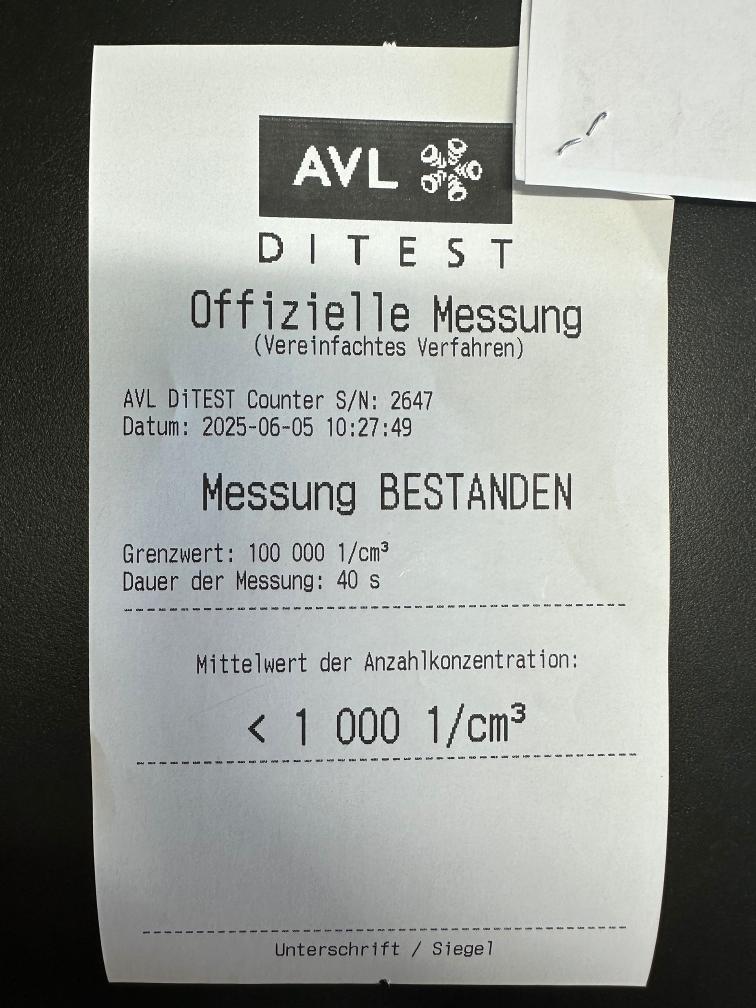 AVL
DITEST
Offizielle Messung
(Vereinfachtes Verfahren)
AVL DiTEST Counter S/N: 2647
Datum: 2025-06-05 10:27:49
Messung BESTANDEN
Grenzwert: 100 000 1/cm³
Dauer der Messung: 40 s
Mittelwert der Anzahlkonzentration:
< 1 000 1/cm³
Unterschrift / Siegel